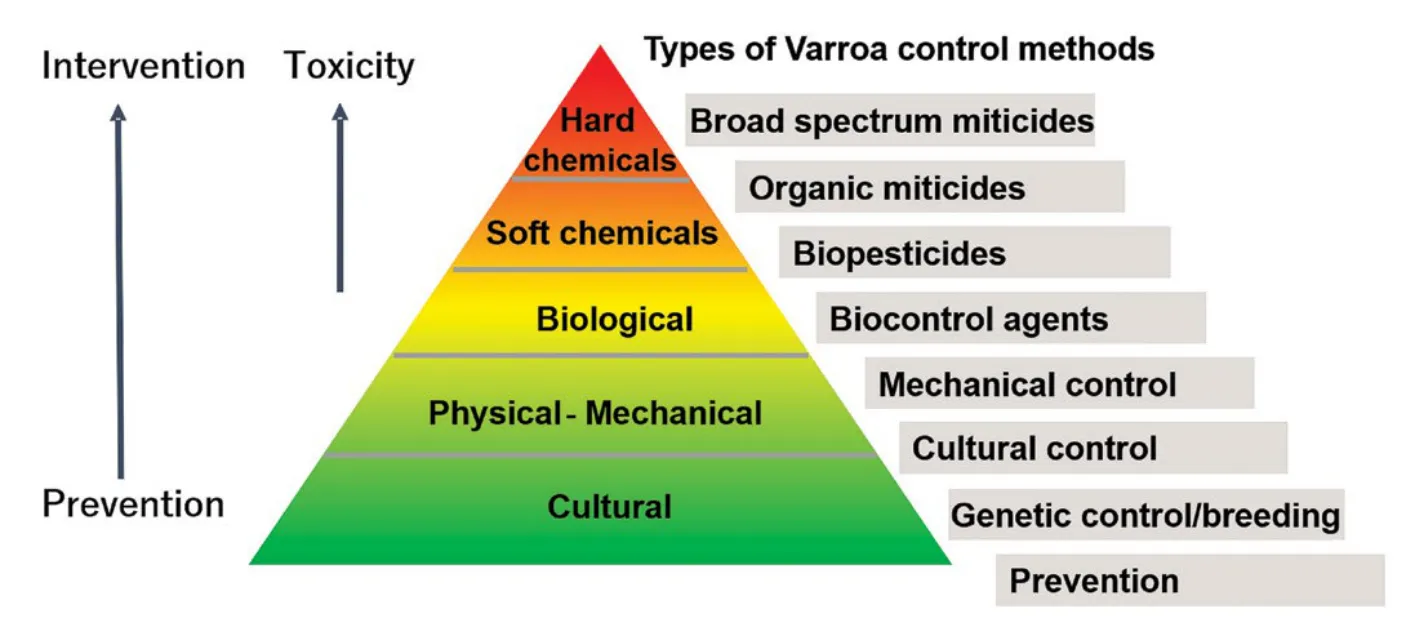 Types of Varroa control methods
Intervention
Toxicity
Prevention
Hard
chemicals
Soft chemicals
Biological
Physical - Mechanical
Cultural
Broad spectrum miticides
Organic miticides
Biopesticides
Biocontrol agents
Mechanical control
Cultural control
Genetic control/breeding
Prevention